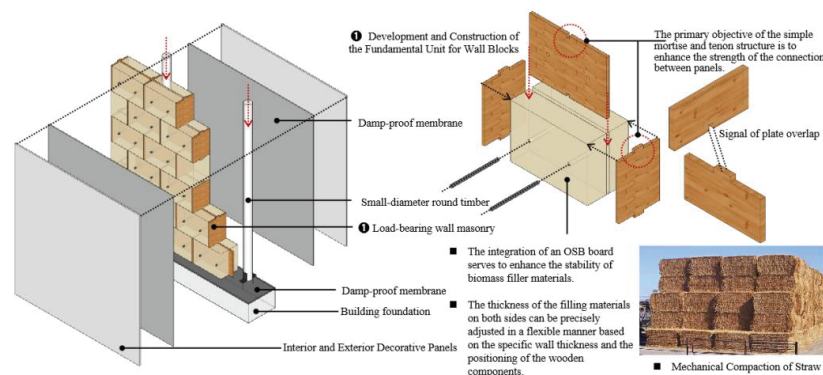 ❶ Development and Construction
of the Fundamental Unit for Wall Blocks
The primary objective of the simple
mortise and tenon structure is to
enhance the strength of the connection
between panels.
Damp-proof membrane
Signal of plate overlap
Small-diameter round timber
❶ Load-bearing wall masonry
Damp-proof membrane
Building foundation
Interior and Exterior Decorative Panels
■ The integration of an OSB board
serves to enhance the stability of
biomass filler materials.
■ The thickness of the filling materials
on both sides can be precisely
adjusted in a flexible manner based
on the specific wall thickness and the
positioning of the wooden
components.
■ Mechanical Compaction of Straw